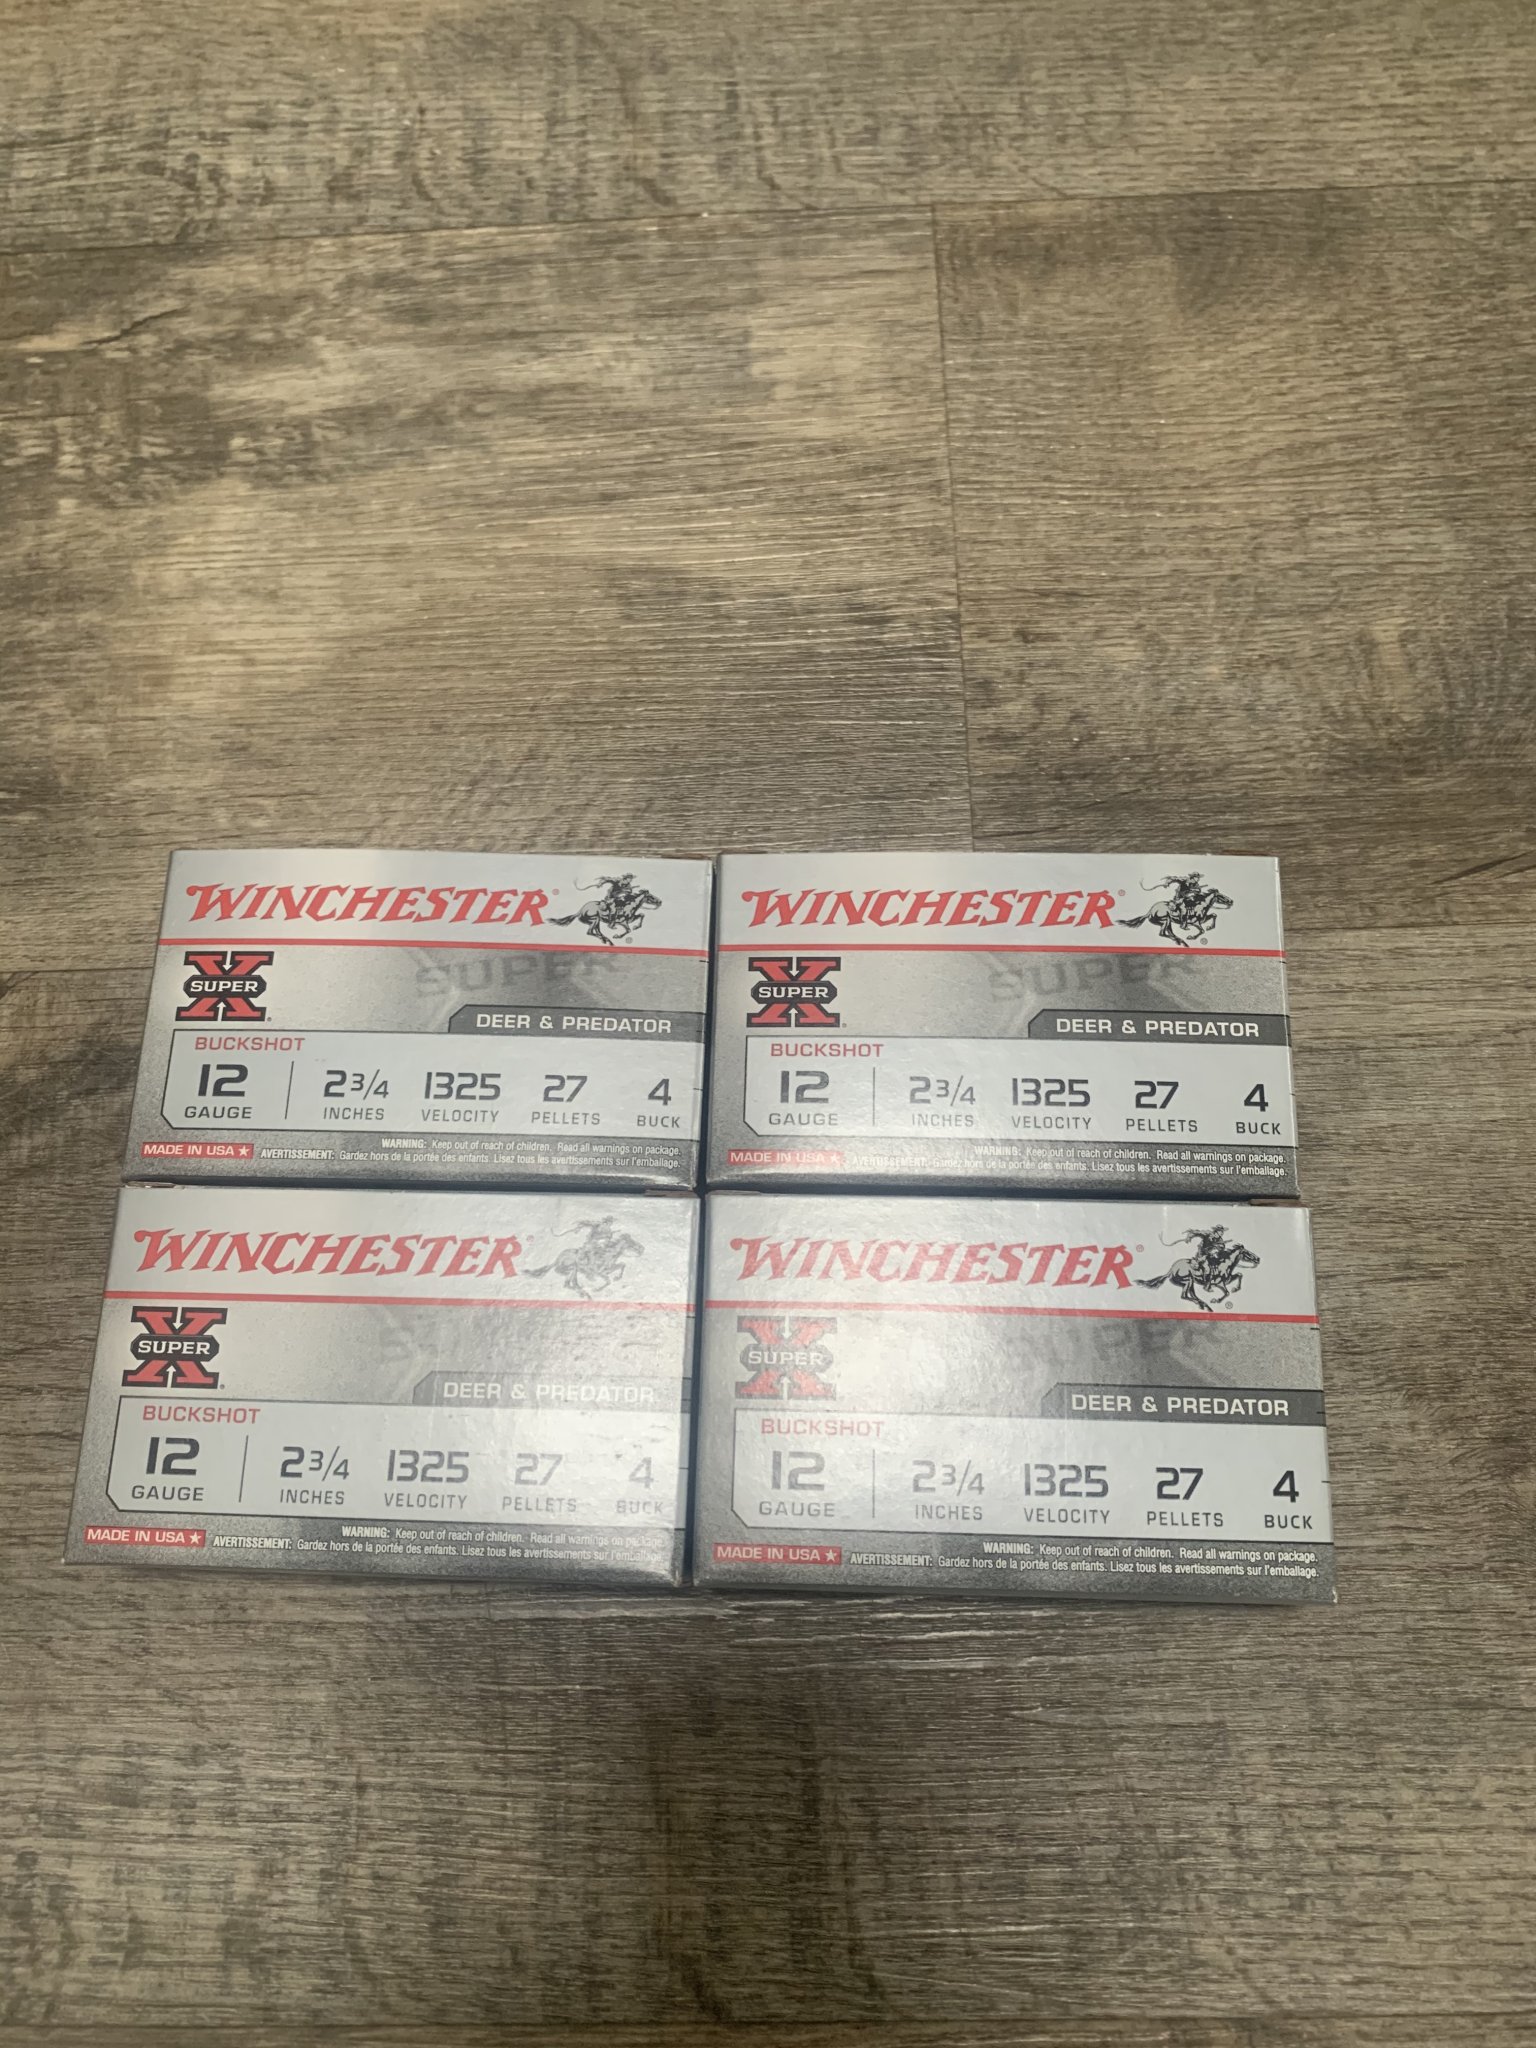 WINCHESTER®
X SUPER
SUPER
DEER & PREDATOR
BUCKSHOT
12 2 3/4 1325 27 4
GAUGE INCHES VELOCITY PELLETS BUCK
MADE IN USA ★
WARNING: Keep out of reach of children. Read all warnings on package.
AVERTISSEMENT: Gardez hors de la portée des enfants. Lisez tous les avertissements sur l'emballage.
WINCHESTER®
X SUPER
SUPER
DEER & PREDATOR
BUCKSHOT
12 2 3/4 1325 27 4
GAUGE INCHES VELOCITY PELLETS BUCK
MADE IN USA ★
WARNING: Keep out of reach of children. Read all warnings on package.
AVERTISSEMENT: Gardez hors de la portée des enfants. Lisez tous les avertissements sur l'emballage.
WINCHESTER®
X SUPER
DEER & PREDATOR
BUCKSHOT
12 2 3/4 1325 27 4
GAUGE INCHES VELOCITY PELLETS BUCK
MADE IN USA ★
WARNING: Keep out of reach of children. Read all warnings on package.
AVERTISSEMENT: Gardez hors de la portée des enfants. Lisez tous les avertissements sur l'emballage.
WINCHESTER®
X SUPER
DEER & PREDATOR
BUCKSHOT
12 2 3/4 1325 27 4
GAUGE INCHES VELOCITY PELLETS BUCK
MADE IN USA ★
WARNING: Keep out of reach of children. Read all warnings on package.
AVERTISSEMENT: Gardez hors de la portée des enfants. Lisez tous les avertissements sur l'emballage.